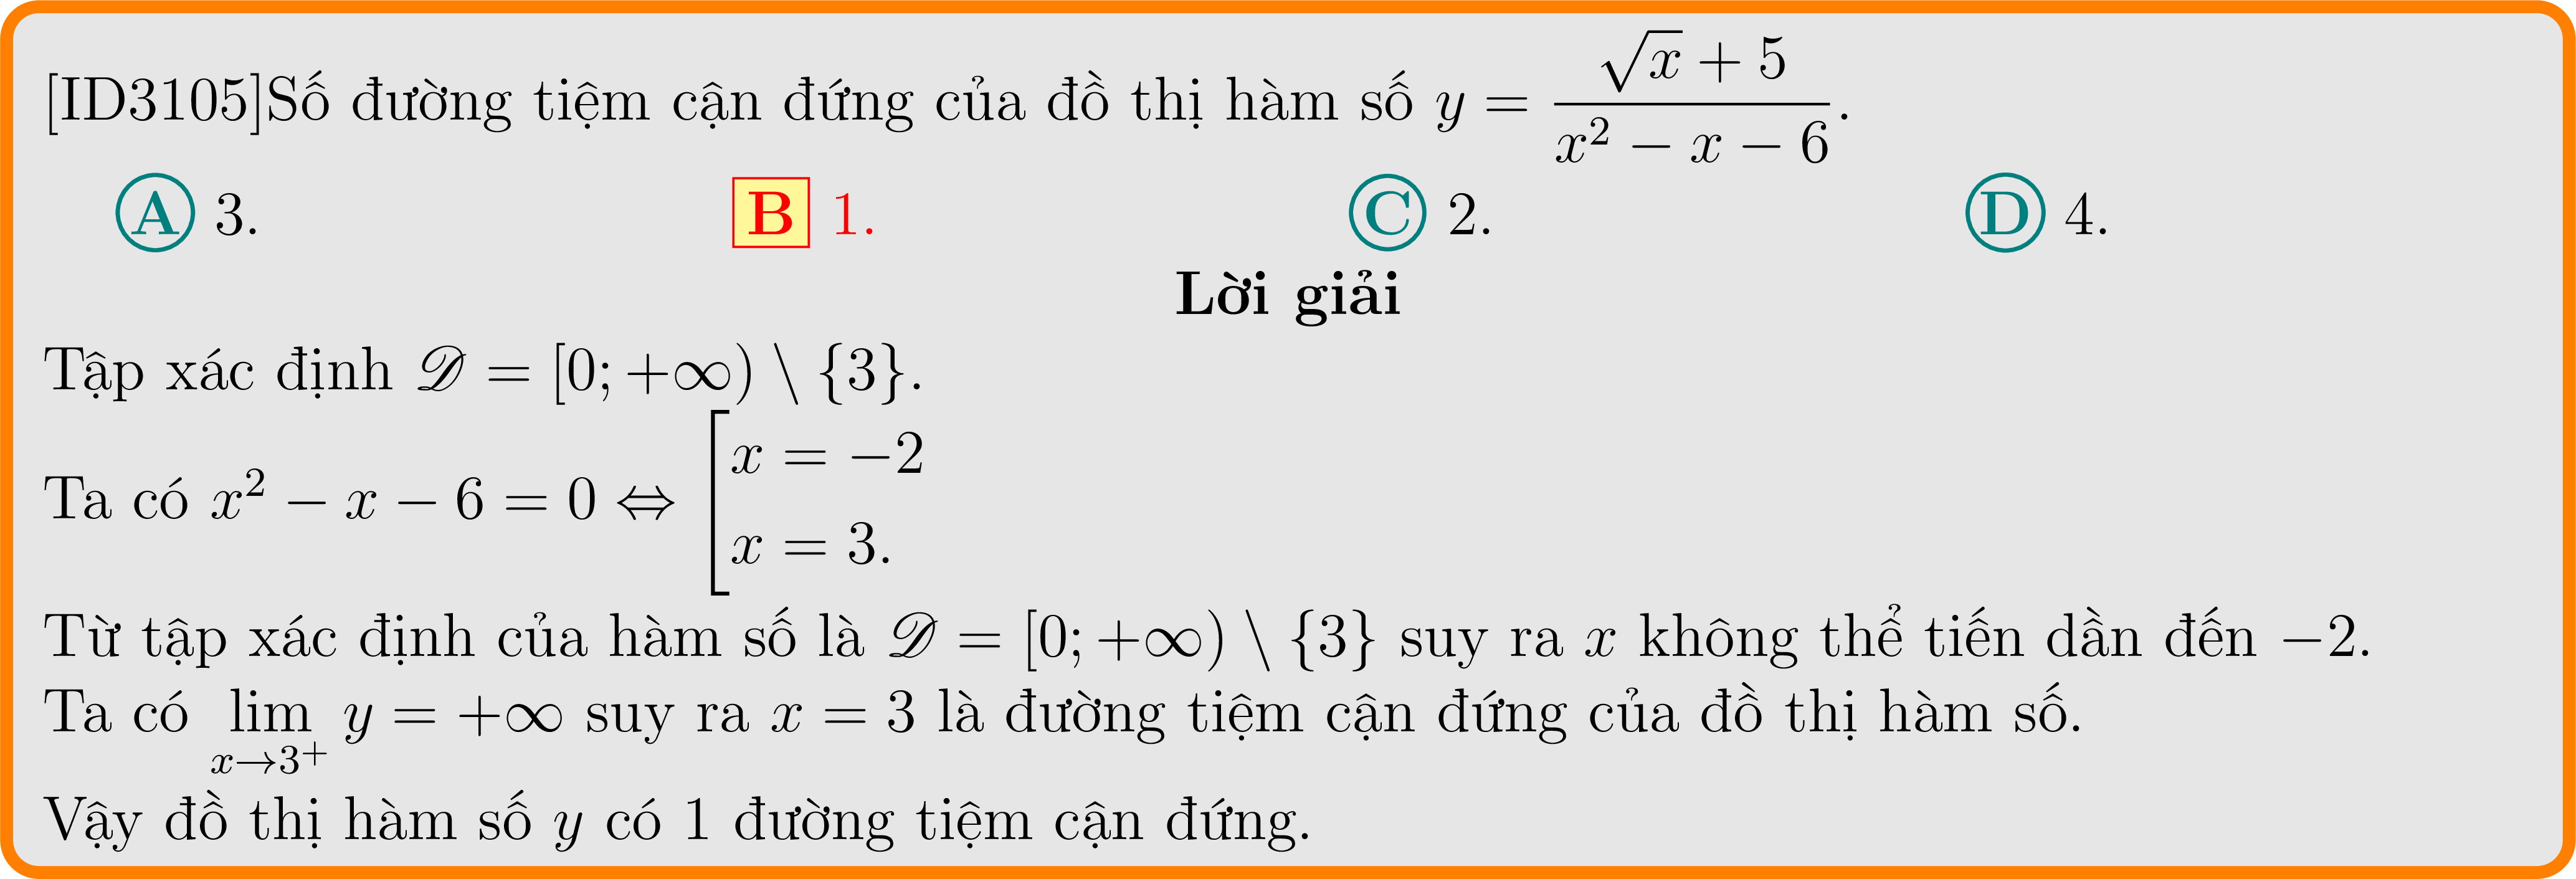 [ID3105]Số đường tiệm cận đứng của đồ thị hàm số $y = \dfrac{\sqrt{x}+5}{x^2-x-6}$.
A 3. B 1. C 2. D 4.
Lời giải
Tập xác định $\mathscr{D} = [0; +\infty) \setminus \{3\}$.
Ta có $x^2 - x - 6 = 0 \Leftrightarrow \left[\begin{array}{l} x = -2 \\ x = 3. \end{array}\right.$
Từ tập xác định của hàm số là $\mathscr{D} = [0; +\infty) \setminus \{3\}$ suy ra $x$ không thể tiến dần đến $-2$.
Ta có $\lim\limits_{x \to 3^+} y = +\infty$ suy ra $x = 3$ là đường tiệm cận đứng của đồ thị hàm số.
Vậy đồ thị hàm số $y$ có 1 đường tiệm cận đứng.